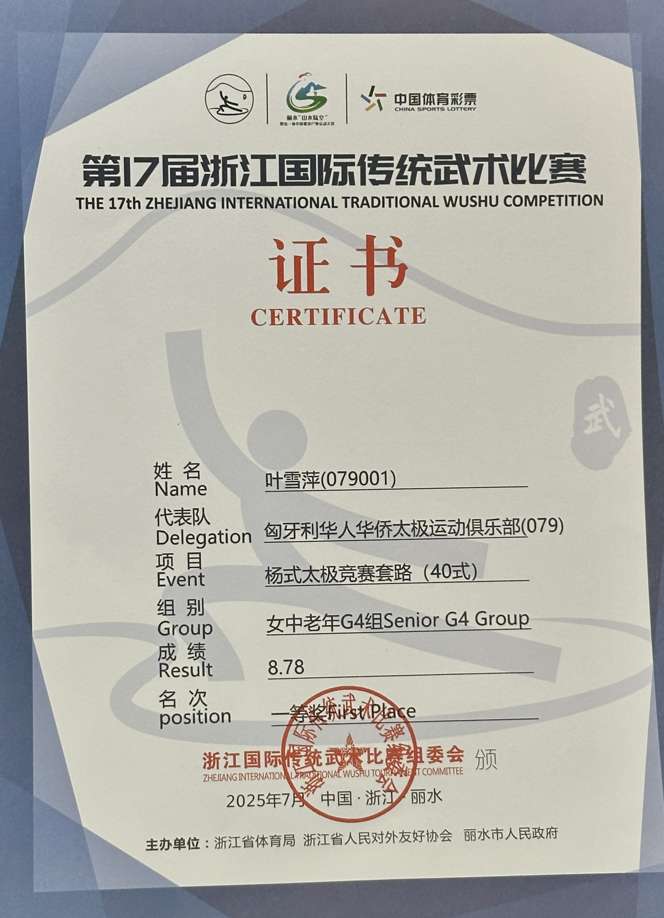 丽水“山水陆空”
中国体育彩票
CHINA SPORTS LOTTERY
第17届浙江国际传统武术比赛
THE 17th ZHEJIANG INTERNATIONAL TRADITIONAL WUSHU COMPETITION
证书
CERTIFICATE
武
姓 名 叶雪萍(079001)
Name
代表队 匈牙利华人华侨太极运动俱乐部(079)
Delegation
项 目 杨式太极竞赛套路（40式）
Event
组 别 女中老年G4组Senior G4 Group
Group
成 绩 8.78
Result
名 次 一等奖First Place
position
浙江国际传统武术比赛组委会 颁
ZHEJIANG INTERNATIONAL TRADITIONAL WUSHU TOURNAMENT COMMITTEE
2025年7月 中国·浙江·丽水
主办单位：浙江省体育局 浙江省人民对外友好协会 丽水市人民政府